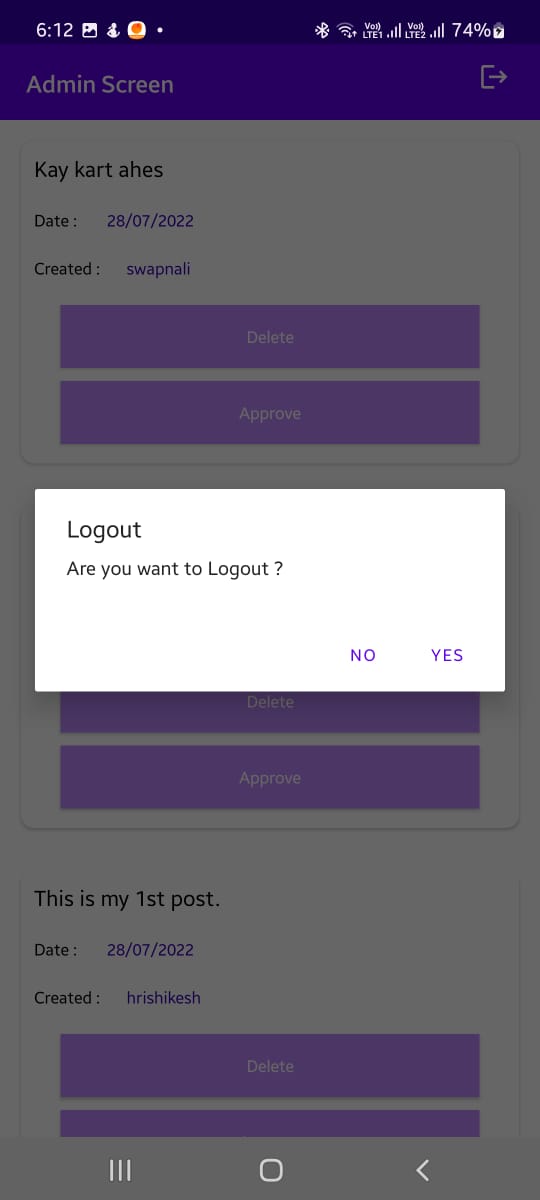 6:12 Vo)) LTE1 Vo)) LTE2 74%
Admin Screen
Kay kart ahes
Date : 28/07/2022
Created : swapnali
Delete
Approve
Logout
Are you want to Logout ?
NO YES
Delete
Approve
This is my 1st post.
Date : 28/07/2022
Created : hrishikesh
Delete